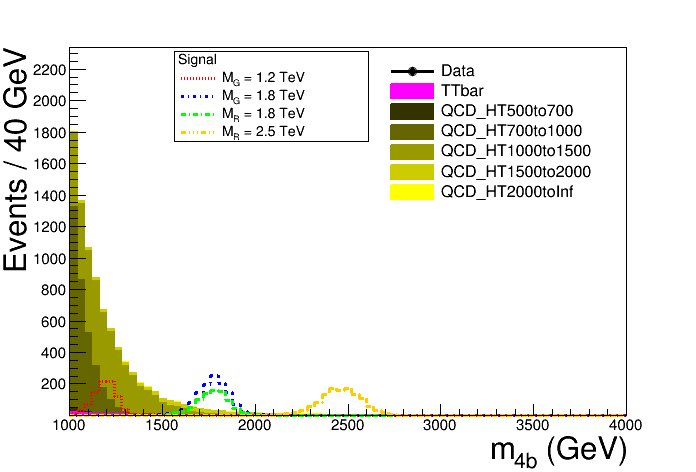 Events / 40 GeV
2200
2000
1800
1600
1400
1200
1000
800
600
400
200
Signal
M_G = 1.2 TeV
M_G = 1.8 TeV
M_R = 1.8 TeV
M_R = 2.5 TeV
Data
TTbar
QCD_HT500to700
QCD_HT700to1000
QCD_HT1000to1500
QCD_HT1500to2000
QCD_HT2000toInf
1000 1500 2000 2500 3000 3500 4000
m_4b (GeV)